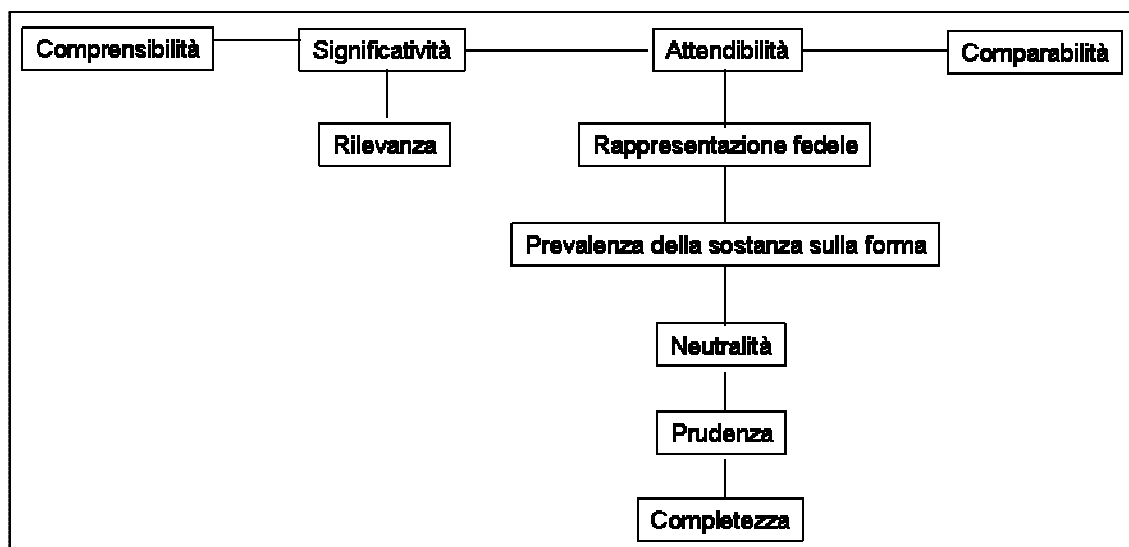 Comprensibilità
Significatività
Attendibilità
Comparabilità
Rilevanza
Rappresentazione fedele
Prevalenza della sostanza sulla forma
Neutralità
Prudenza
Completezza